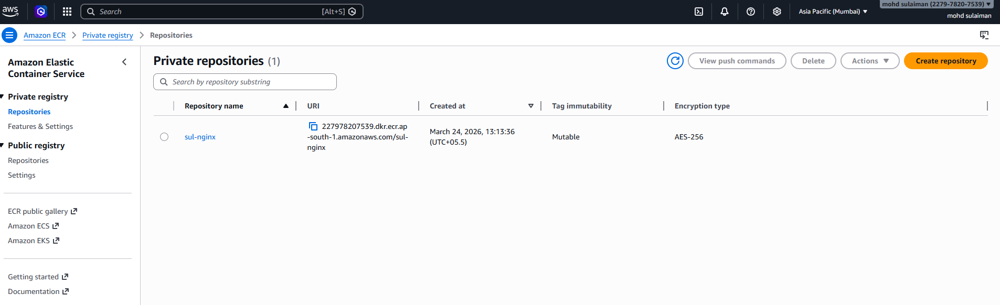 aws
Search
[Alt+S]
Asia Pacific (Mumbai)
mohd sulaiman (2279-7820-7539)
mohd sulaiman
Amazon ECR
Private registry
Repositories
Amazon Elastic
Container Service
Private registry
Repositories
Features & Settings
Public registry
Repositories
Settings
ECR public gallery
Amazon ECS
Amazon EKS
Getting started
Documentation
Private repositories (1)
View push commands
Delete
Actions
Create repository
Search by repository substring
Repository name
URI
Created at
Tag immutability
Encryption type
sul-nginx
227978207539.dkr.ecr.ap
-south-1.amazonaws.com/sul-
nginx
March 24, 2026, 13:13:36
(UTC+05.5)
Mutable
AES-256